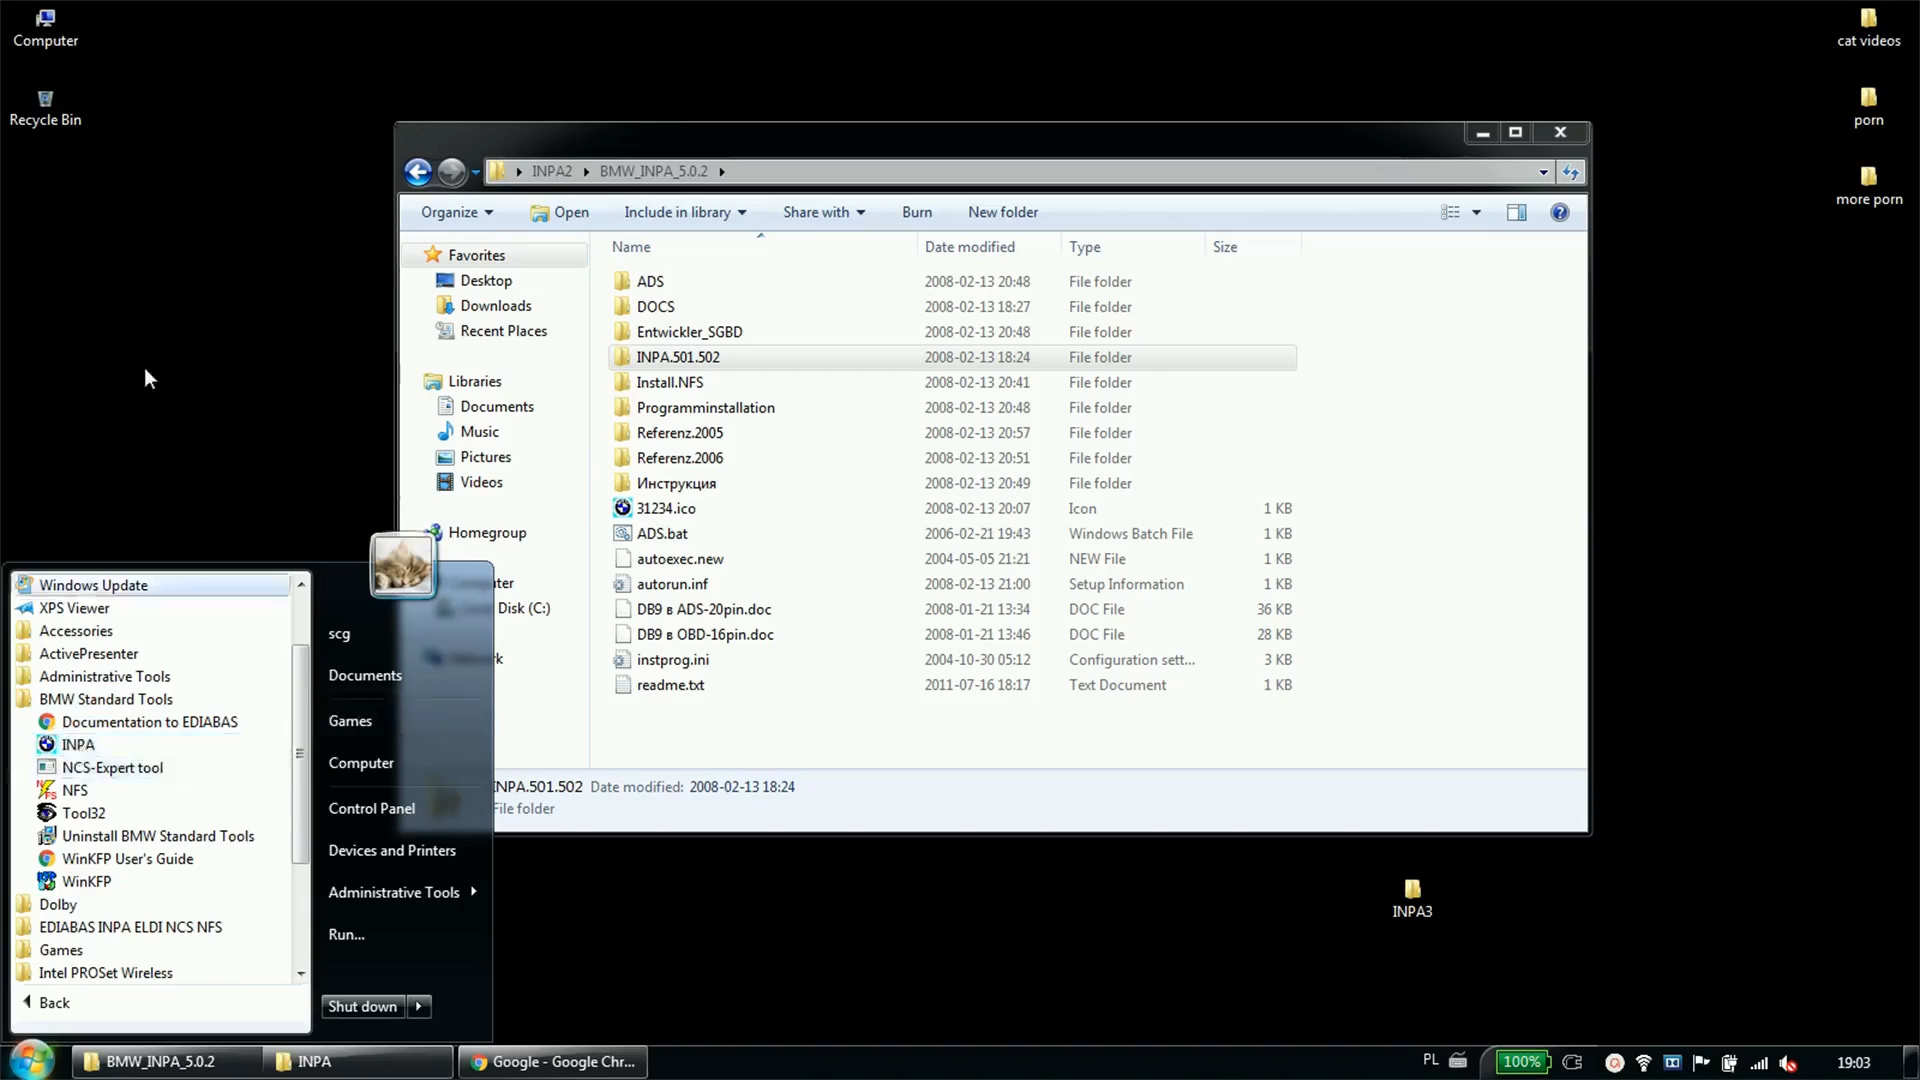 Computer
Recycle Bin
cat videos
porn
more porn
INPA2
BMW_INPA_5.0.2
Organize
Open
Include in library
Share with
Burn
New folder
Name
Date modified
Type
Size
Favorites
Desktop
Downloads
Recent Places
Libraries
Documents
Music
Pictures
Videos
Homegroup
Disk (C:)
ADS 2008-02-13 20:48 File folder
DOCS 2008-02-13 18:27 File folder
Entwickler_SGBD 2008-02-13 20:48 File folder
INPA.501.502 2008-02-13 18:24 File folder
Install.NFS 2008-02-13 20:41 File folder
Programminstallation 2008-02-13 20:48 File folder
Referenz.2005 2008-02-13 20:57 File folder
Referenz.2006 2008-02-13 20:51 File folder
Инструкция 2008-02-13 20:49 File folder
31234.ico 2008-02-13 20:07 Icon 1 KB
ADS.bat 2006-02-21 19:43 Windows Batch File 1 KB
autoexec.new 2004-05-05 21:21 NEW File 1 KB
autorun.inf 2008-02-13 21:00 Setup Information 1 KB
DB9 в ADS-20pin.doc 2008-01-21 13:34 DOC File 36 KB
DB9 в OBD-16pin.doc 2008-01-21 13:46 DOC File 28 KB
instprog.ini 2004-10-30 05:12 Configuration sett... 3 KB
readme.txt 2011-07-16 18:17 Text Document 1 KB
INPA.501.502 Date modified: 2008-02-13 18:24
File folder
Windows Update
XPS Viewer
Accessories
ActivePresenter
Administrative Tools
BMW Standard Tools
Documentation to EDIABAS
INPA
NCS-Expert tool
NFS
Tool32
Uninstall BMW Standard Tools
WinKFP User's Guide
WinKFP
Dolby
EDIABAS INPA ELDI NCS NFS
Games
Intel PROSet Wireless
Back
scg
Documents
Games
Computer
Control Panel
Devices and Printers
Administrative Tools
Run...
Shut down
INPA3
BMW_INPA_5.0.2
INPA
Google - Google Chr...
PL
100%
19:03